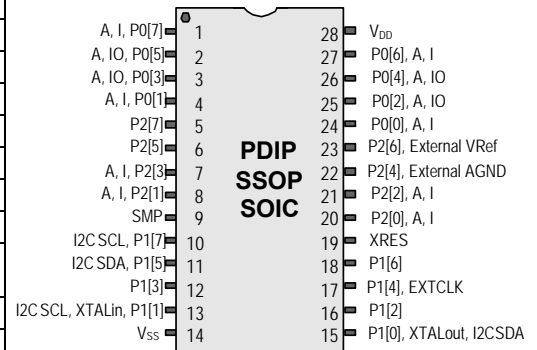 A, I, P0[7] 1 28 VDD
A, IO, P0[5] 2 27 P0[6], A, I
A, IO, P0[3] 3 26 P0[4], A, IO
A, I, P0[1] 4 25 P0[2], A, IO
P2[7] 5 24 P0[0], A, I
P2[5] 6 PDIP 23 P2[6], External VRef
A, I, P2[3] 7 SSOP 22 P2[4], External AGND
A, I, P2[1] 8 SOIC 21 P2[2], A, I
SMP 9 20 P2[0], A, I
I2C SCL, P1[7] 10 19 XRES
I2C SDA, P1[5] 11 18 P1[6]
P1[3] 12 17 P1[4], EXTCLK
I2C SCL, XTALin, P1[1] 13 16 P1[2]
Vss 14 15 P1[0], XTALout, I2CSDA